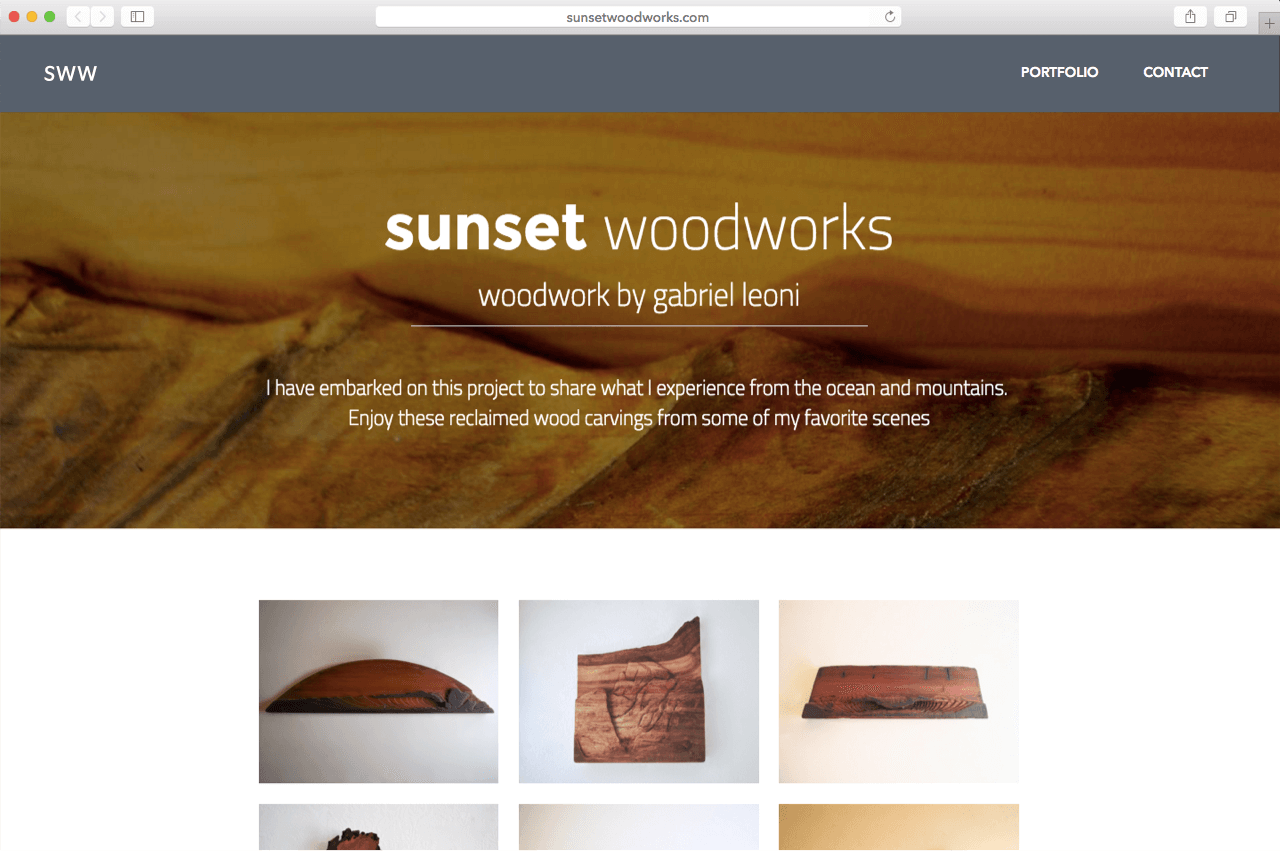 sunsetwoodworks.com
SWW
PORTFOLIO CONTACT
sunset woodworks
woodwork by gabriel leoni
I have embarked on this project to share what I experience from the ocean and mountains.
Enjoy these reclaimed wood carvings from some of my favorite scenes